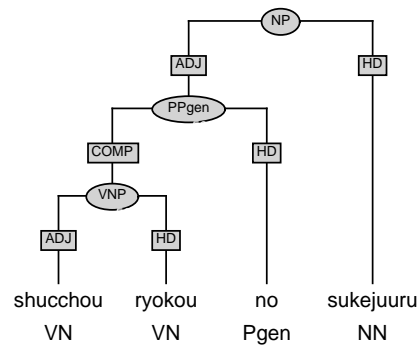 NP
ADJ HD
PPgen
COMP HD
VNP
ADJ HD
shucchou ryokou no sukejuuru
VN VN Pgen NN